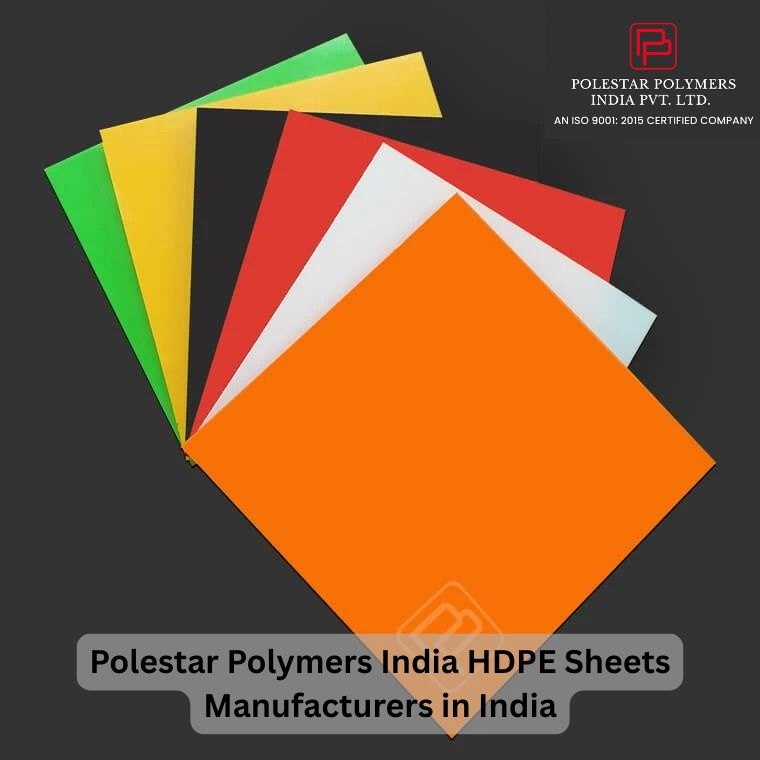 POLESTAR POLYMERS
INDIA PVT. LTD.
AN ISO 9001: 2015 CERTIFIED COMPANY
Polestar Polymers India HDPE Sheets
Manufacturers in India